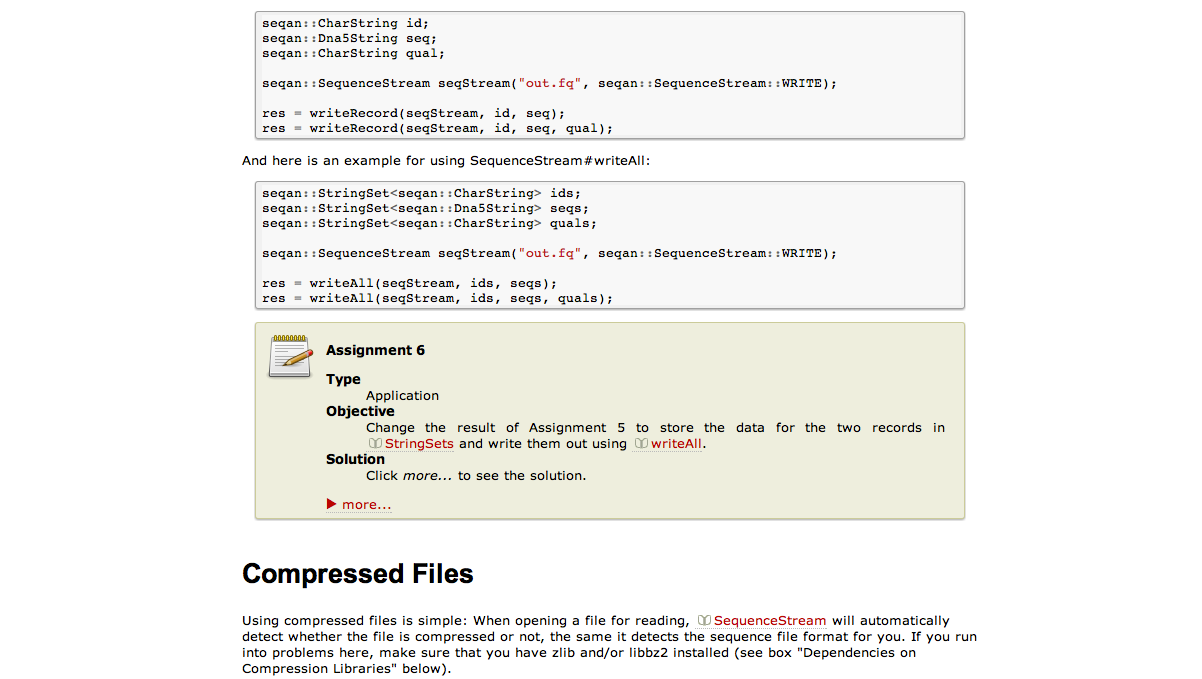 seqan::CharString id;
seqan::Dna5String seq;
seqan::CharString qual;
seqan::SequenceStream seqStream("out.fq", seqan::SequenceStream::WRITE);
res = writeRecord(seqStream, id, seq);
res = writeRecord(seqStream, id, seq, qual);
And here is an example for using SequenceStream#writeAll:
seqan::StringSet<seqan::CharString> ids;
seqan::StringSet<seqan::Dna5String> seqs;
seqan::StringSet<seqan::CharString> quals;
seqan::SequenceStream seqStream("out.fq", seqan::SequenceStream::WRITE);
res = writeAll(seqStream, ids, seqs);
res = writeAll(seqStream, ids, seqs, quals);
Assignment 6
Type
Application
Objective
Change the result of Assignment 5 to store the data for the two records in
StringSets and write them out using writeAll.
Solution
Click more... to see the solution.
more...
Compressed Files
Using compressed files is simple: When opening a file for reading, SequenceStream will automatically
detect whether the file is compressed or not, the same it detects the sequence file format for you. If you run
into problems here, make sure that you have zlib and/or libbz2 installed (see box "Dependencies on
Compression Libraries" below).